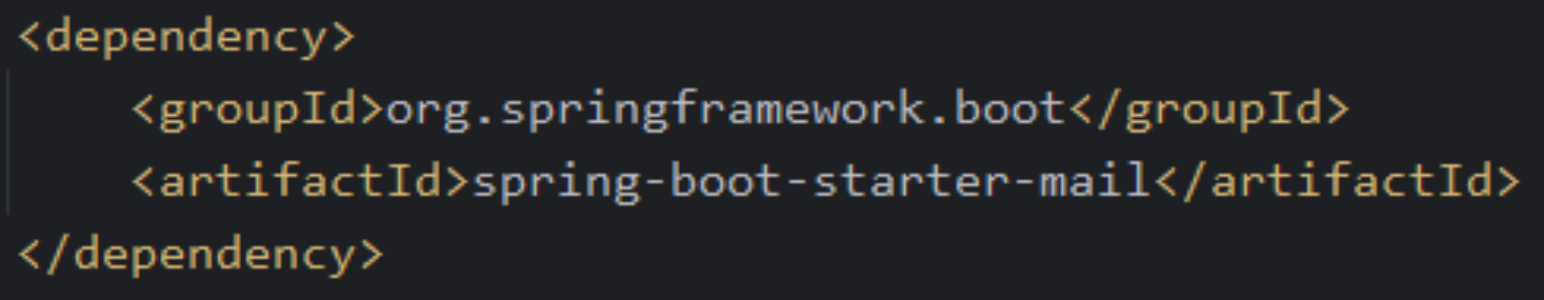 <dependency>
    <groupId>org.springframework.boot</groupId>
    <artifactId>spring-boot-starter-mail</artifactId>
</dependency>